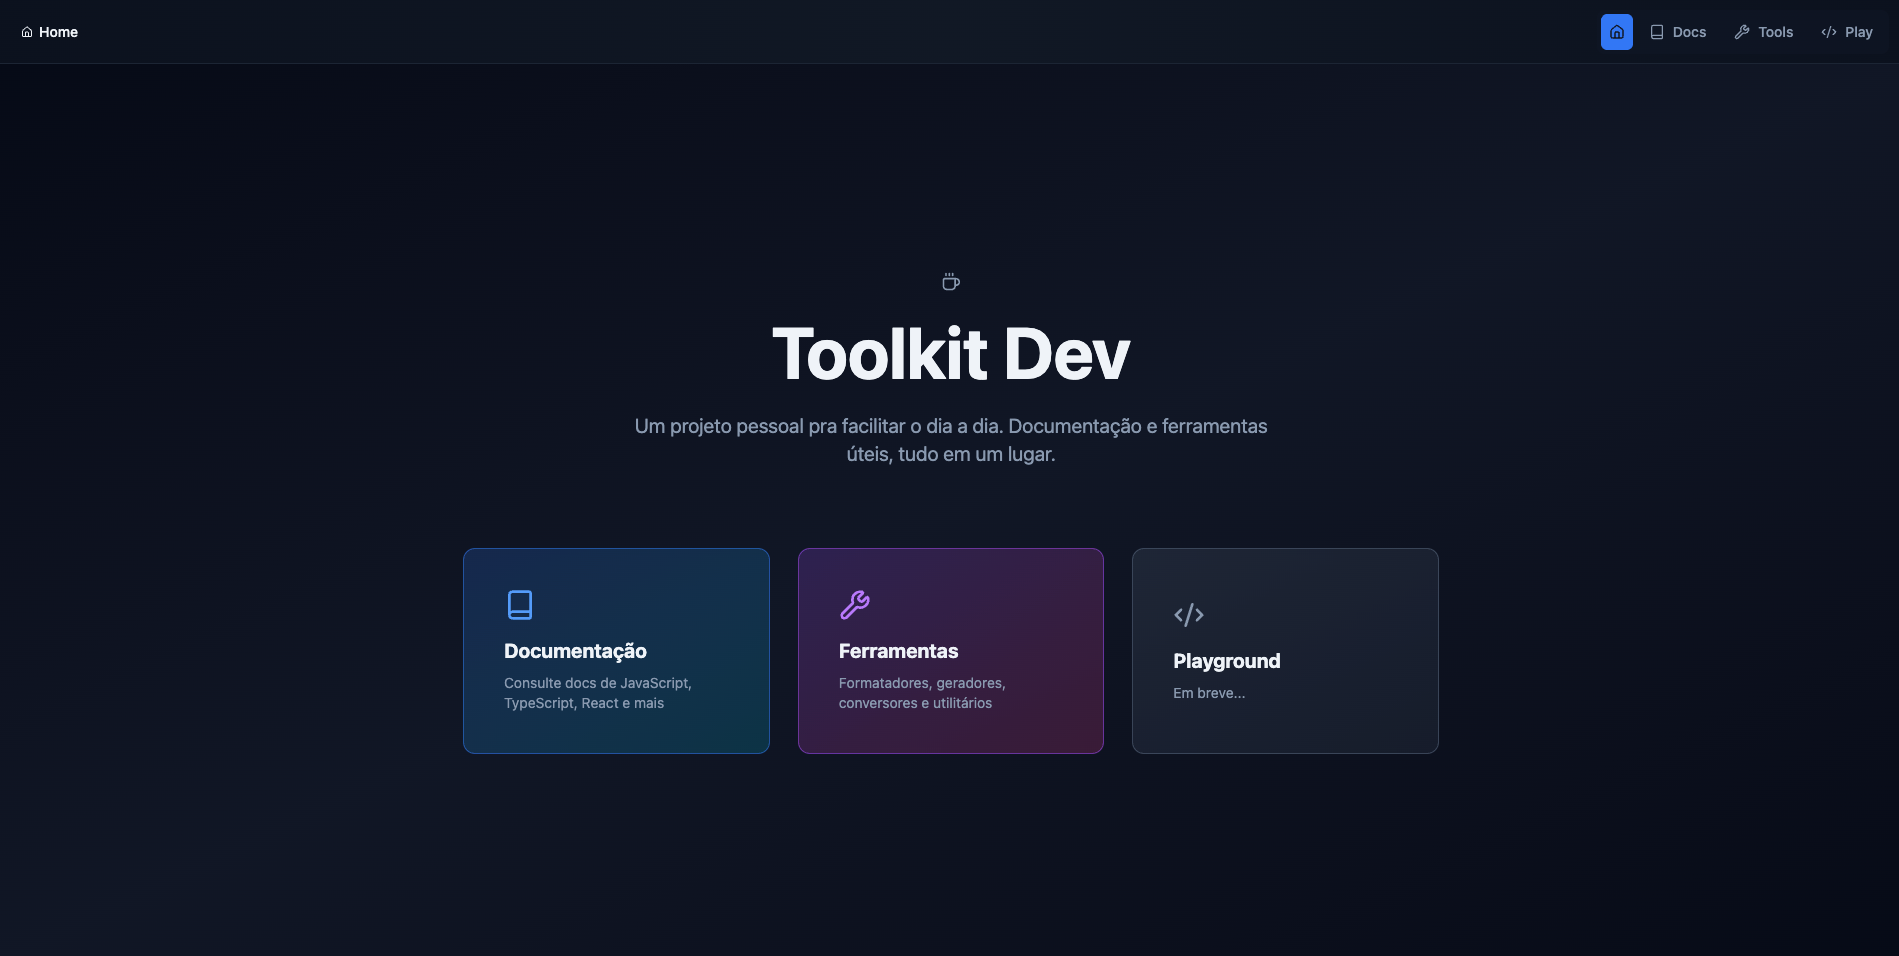 Home
Docs
Tools
Play
Toolkit Dev
Um projeto pessoal pra facilitar o dia a dia. Documentação e ferramentas
úteis, tudo em um lugar.
Documentação
Consulte docs de JavaScript,
TypeScript, React e mais
Ferramentas
Formatadores, geradores,
conversores e utilitários
Playground
Em breve...